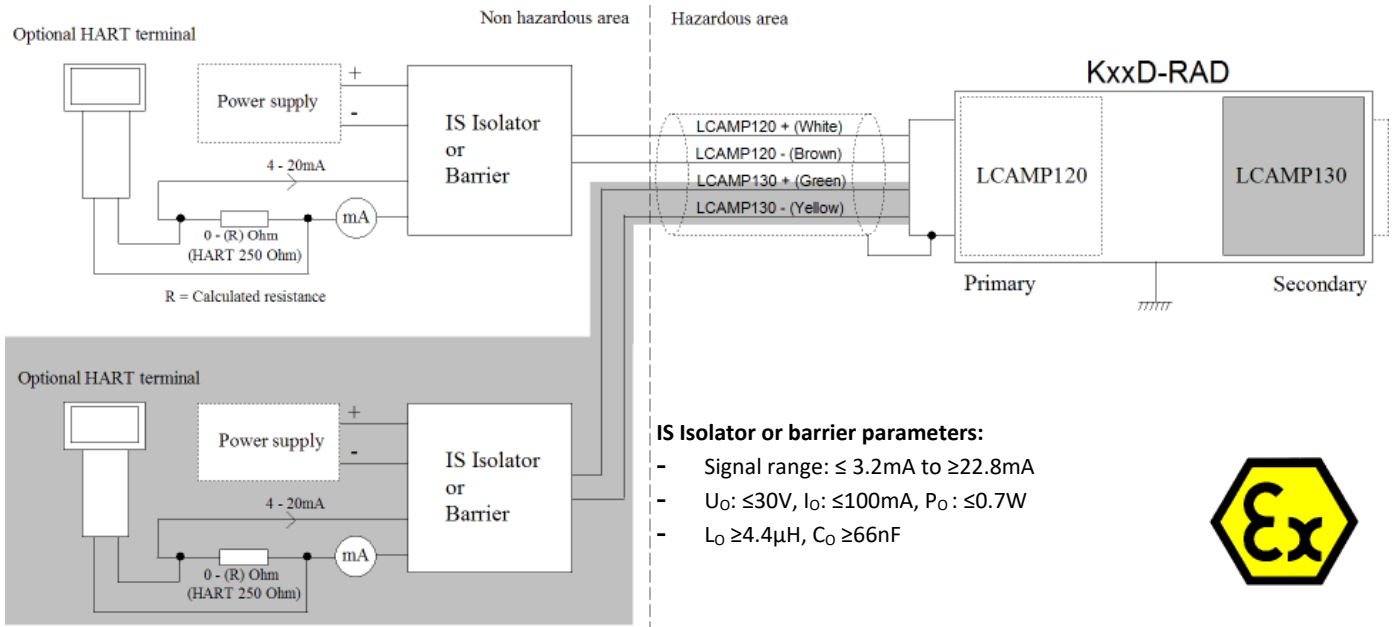 Non hazardous area
Hazardous area
Optional HART terminal
Power supply
+
-
IS Isolator
or
Barrier
4 - 20mA
mA
0 - (R) Ohm
(HART 250 Ohm)
R = Calculated resistance
KxxD-RAD
LCAMP120 + (White)
LCAMP120 - (Brown)
LCAMP130 + (Green)
LCAMP130 - (Yellow)
LCAMP120
LCAMP130
Primary
Secondary
Optional HART terminal
Power supply
+
-
IS Isolator
or
Barrier
4 - 20mA
mA
0 - (R) Ohm
(HART 250 Ohm)
IS Isolator or barrier parameters:
- Signal range: ≤ 3.2mA to ≥22.8mA
- UO: ≤30V, IO: ≤100mA, PO : ≤0.7W
- LO ≥4.4µH, CO ≥66nF
Ex